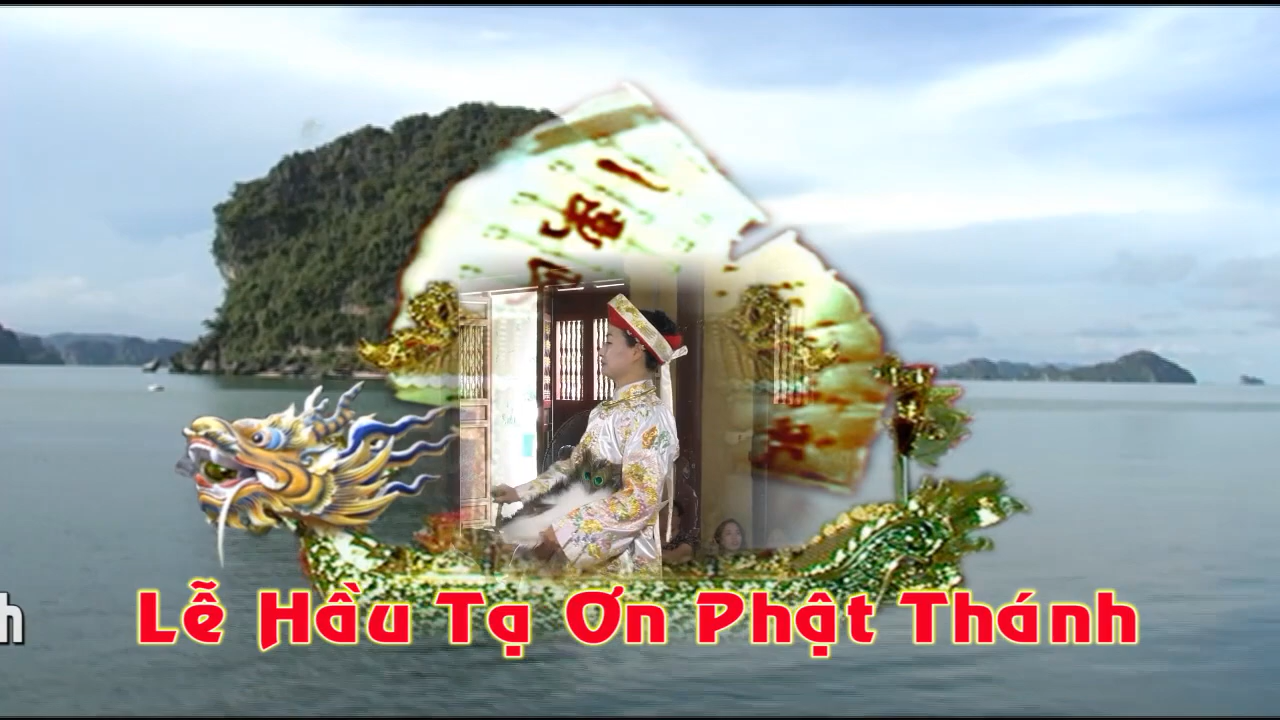 Lễ Hầu Tạ Ơn Phật Thánh
h